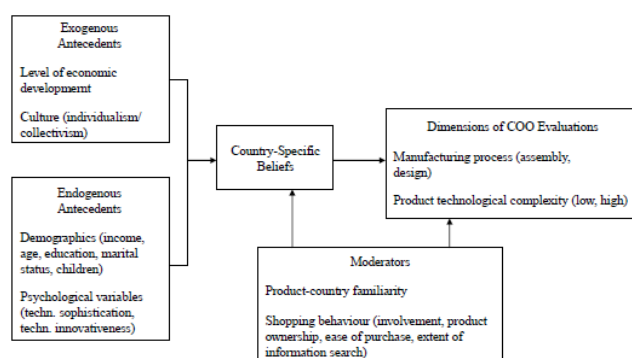 Exogenous
Antecedents
Level of economic
development
Culture (individualism/
collectivism)
Endogenous
Antecedents
Demographics (income,
age, education, marital
status, children)
Psychological variables
(techn. sophistication,
techn. innovativeness)
Country-Specific
Beliefs
Dimensions of COO Evaluations
Manufacturing process (assembly,
design)
Product technological complexity (low, high)
Moderators
Product-country familiarity
Shopping behaviour (involvement, product
ownership, ease of purchase, extent of
information search)